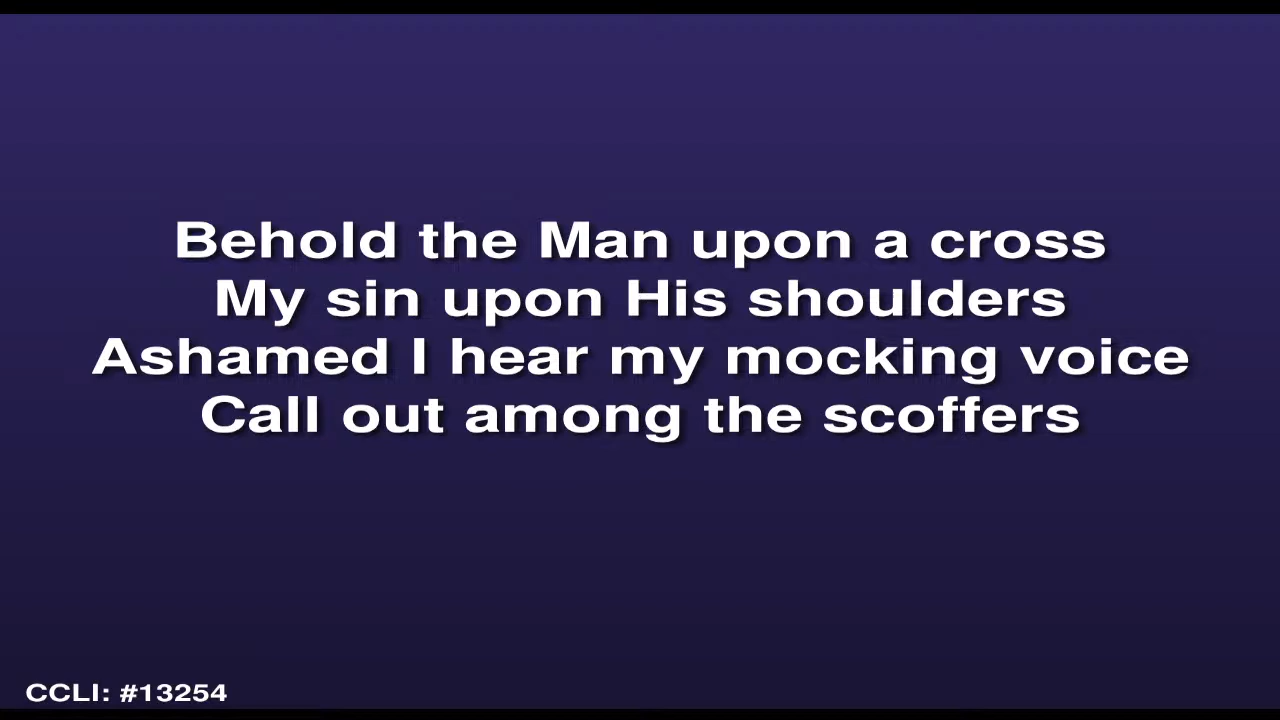 Behold the Man upon a cross
My sin upon His shoulders
Ashamed I hear my mocking voice
Call out among the scoffers
CCLI: #13254